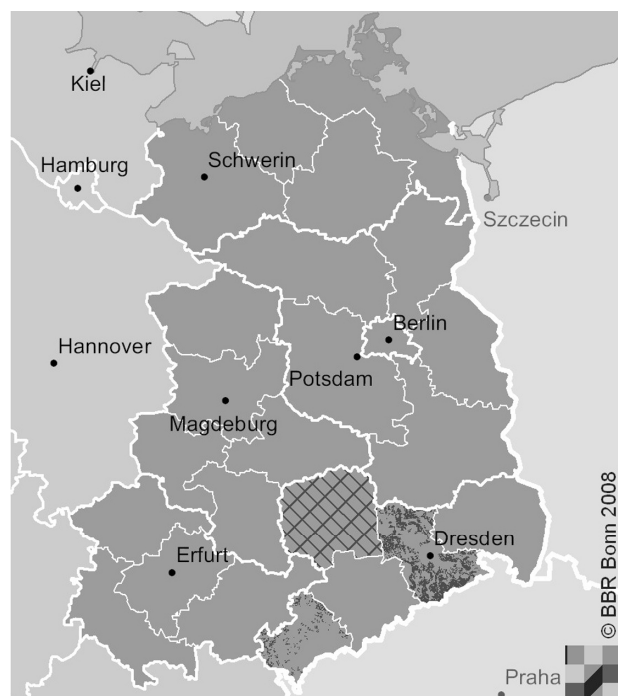 Kiel
Hamburg
Schwerin
Szczecin
Hannover
Berlin
Potsdam
Magdeburg
Dresden
Erfurt
Praha
© BBR Bonn 2008